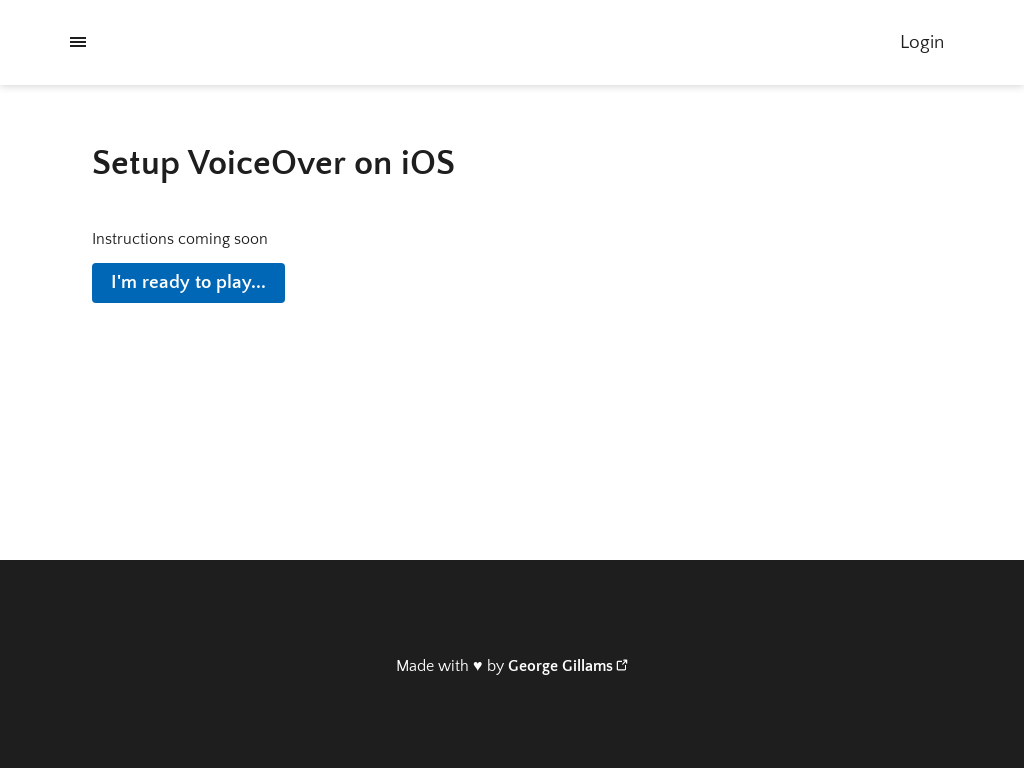 Login
Setup VoiceOver on iOS
Instructions coming soon
I'm ready to play...
Made with ♥ by George Gillams